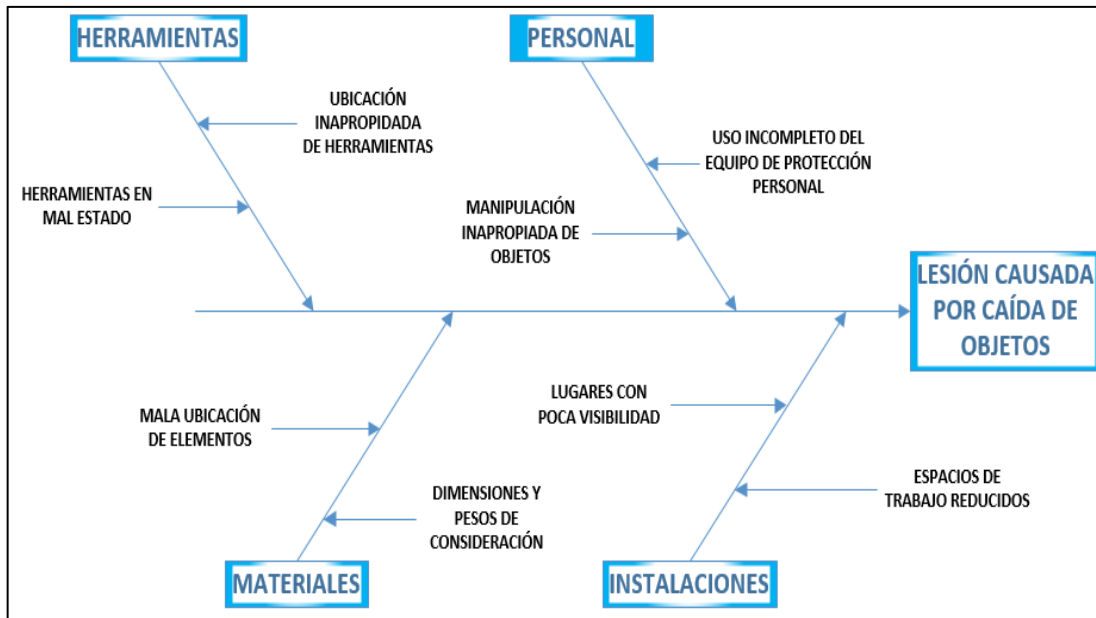 HERRAMIENTAS
PERSONAL
UBICACIÓN
INAPROPIDADA
DE HERRAMIENTAS
USO INCOMPLETO DEL
EQUIPO DE PROTECCIÓN
PERSONAL
HERRAMIENTAS EN
MAL ESTADO
MANIPULACIÓN
INAPROPIADA DE
OBJETOS
LESIÓN CAUSADA
POR CAÍDA DE
OBJETOS
LUGARES CON
POCA VISIBILIDAD
MALA UBICACIÓN
DE ELEMENTOS
ESPACIOS DE
TRABAJO REDUCIDOS
DIMENSIONES Y
PESOS DE
CONSIDERACIÓN
MATERIALES
INSTALACIONES